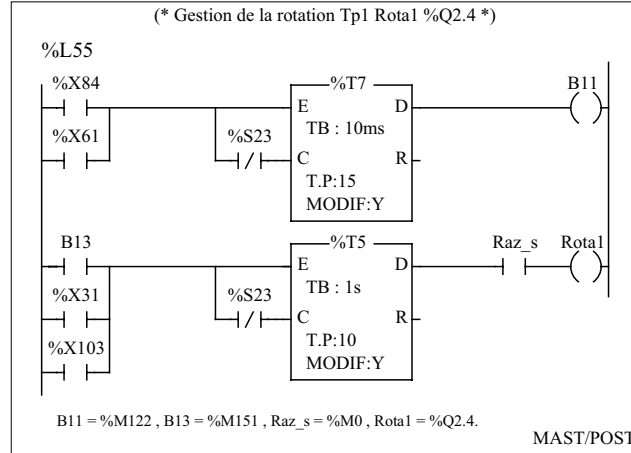 (* Gestion de la rotation Tp1 Rota1 %Q2.4 *)
%L55
%X84
%T7
B11
E
D
%X61
TB : 10ms
%S23
C
R
T.P:15
MODIF:Y
B13
%T5
Raz_s
Rota1
E
D
%X31
TB : 1s
%S23
C
R
%X103
T.P:10
MODIF:Y
B11 = %M122 , B13 = %M151 , Raz_s = %M0 , Rota1 = %Q2.4.
MAST/POST